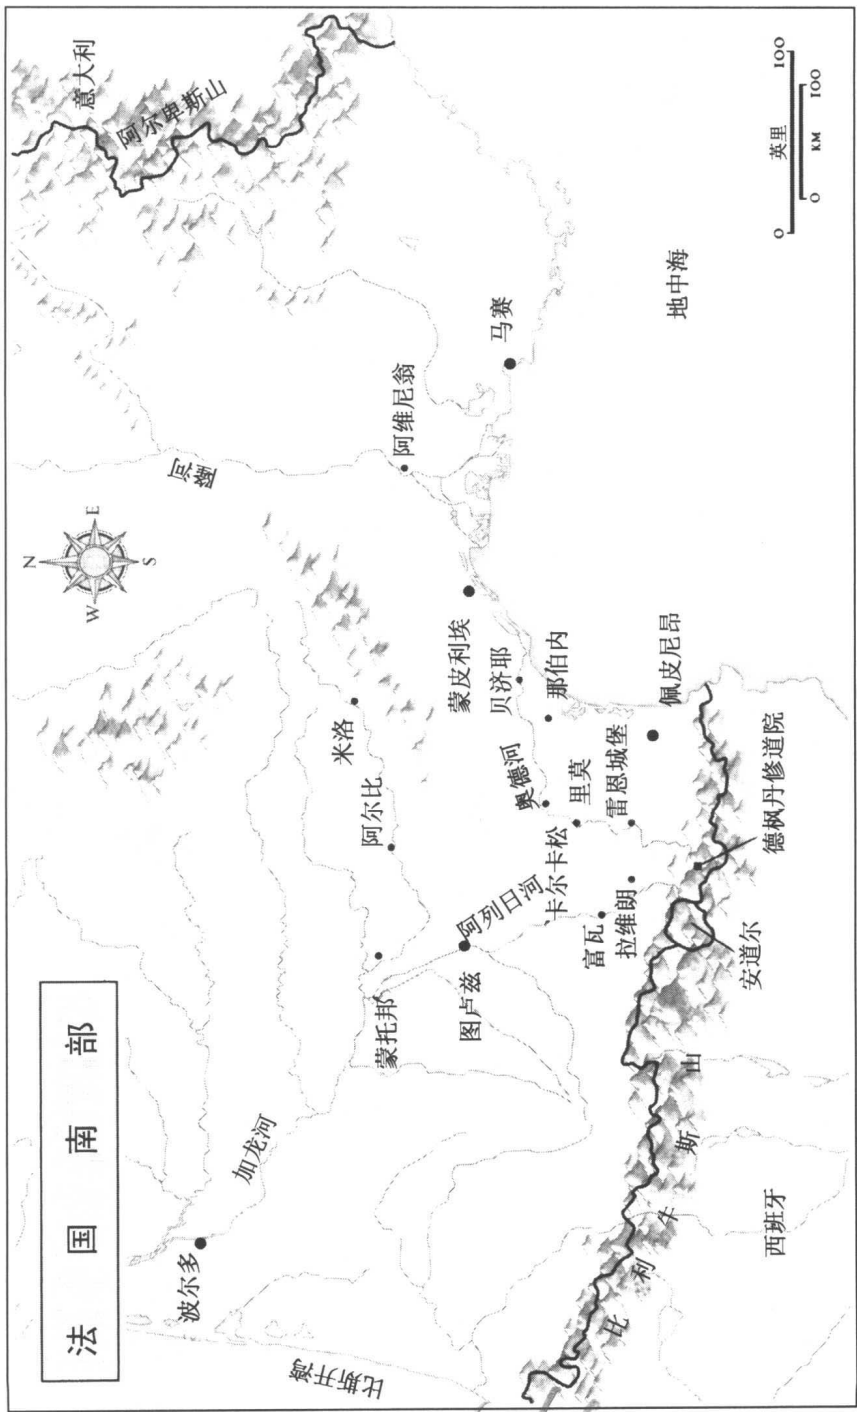 法国南部
N
W
E
S
意大利
阿尔卑斯山
河
阿维尼翁
马赛
地中海
100
英里
0
100
KM
0
米洛
阿尔比
蒙皮利埃
贝济耶
那伯内
佩皮尼昂
奥德河
里莫
雷恩城堡
卡尔卡松
德枫丹修道院
阿列日河
富瓦
拉维朗
安道尔
蒙托邦
图卢兹
加龙河
波尔多
比斯开湾
比利牛斯山
西班牙